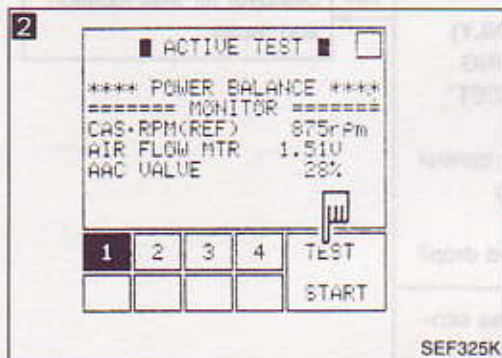 2
■ ACTIVE TEST ■
**** POWER BALANCE ****
======= MONITOR =======
CAS•RPM(REF) 875rpm
AIR FLOW MTR 1.51V
AAC VALVE 28%
1 2 3 4 TEST
START
SEF325K